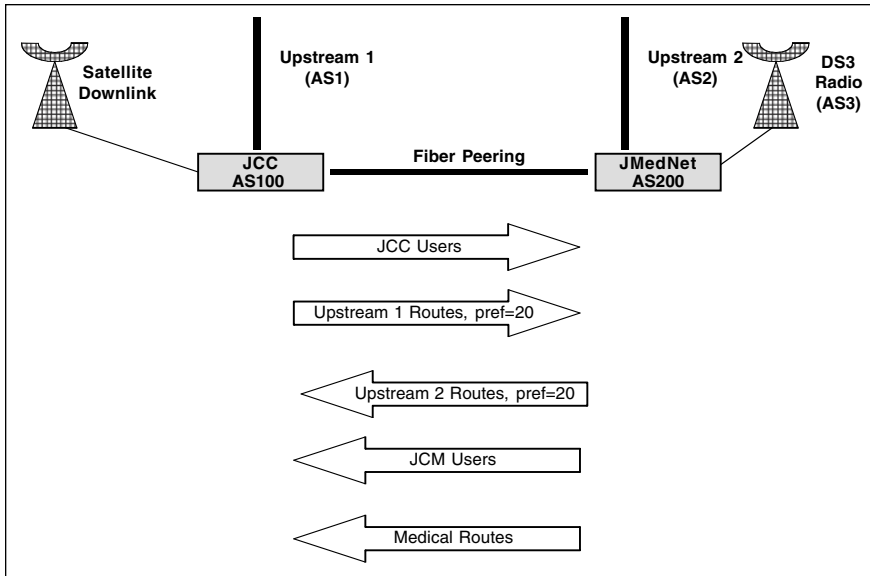 Satellite
Downlink
Upstream 1
(AS1)
Upstream 2
(AS2)
DS3
Radio
(AS3)
JCC
AS100
Fiber Peering
JMedNet
AS200
JCC Users
Upstream 1 Routes, pref=20
Upstream 2 Routes, pref=20
JCM Users
Medical Routes